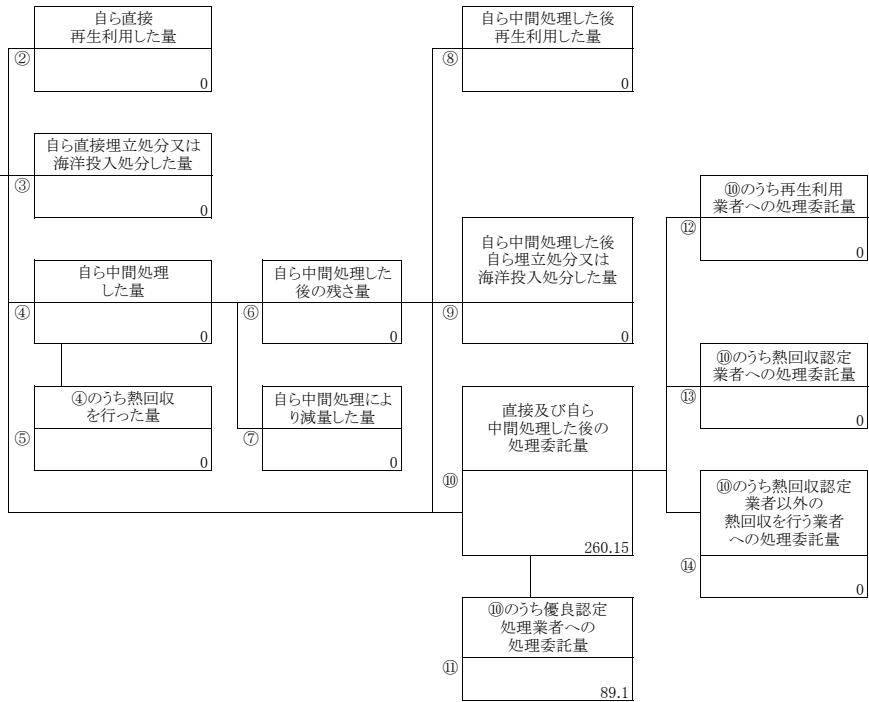 自ら直接
再生利用した量
②
0
自ら直接埋立処分又は
海洋投入処分した量
③
0
自ら中間処理
した量
④
0
④のうち熱回収
を行った量
⑤
0
自ら中間処理した
後の残さ量
⑥
0
自ら中間処理によ
り減量した量
⑦
0
自ら中間処理した後
再生利用した量
⑧
0
自ら中間処理した後
自ら埋立処分又は
海洋投入処分した量
⑨
0
直接及び自ら
中間処理した後の
処理委託量
⑩
260.15
⑩のうち優良認定
処理業者への
処理委託量
⑪
89.1
⑩のうち再生利用
業者への処理委託量
⑫
0
⑩のうち熱回収認定
業者への処理委託量
⑬
0
⑩のうち熱回収認定
業者以外の
熱回収を行う業者
への処理委託量
⑭
0